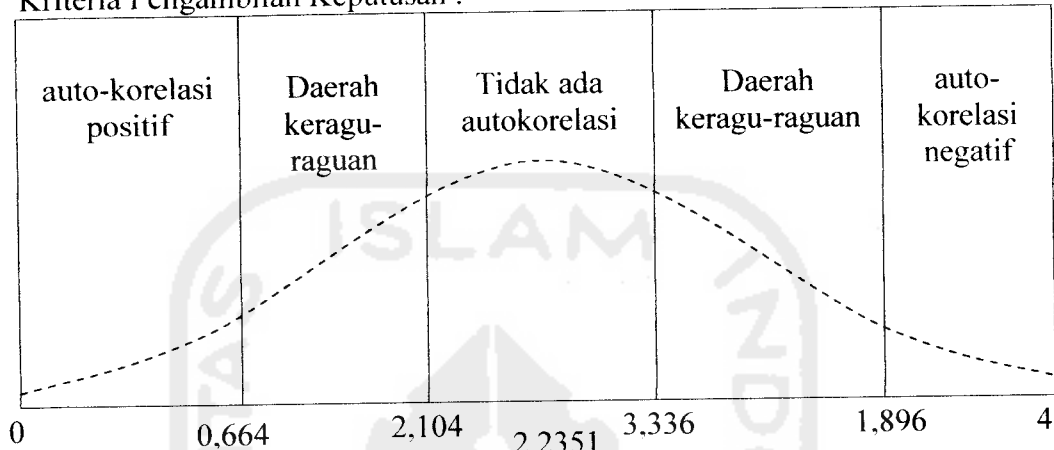 Kriteria Pengambilan Keputusan :
auto-korelasi
positif
Daerah
keragu-
raguan
Tidak ada
autokorelasi
Daerah
keragu-raguan
auto-
korelasi
negatif
ISLAM
0
0,664
2,104
2,2351
3,336
1,896
4